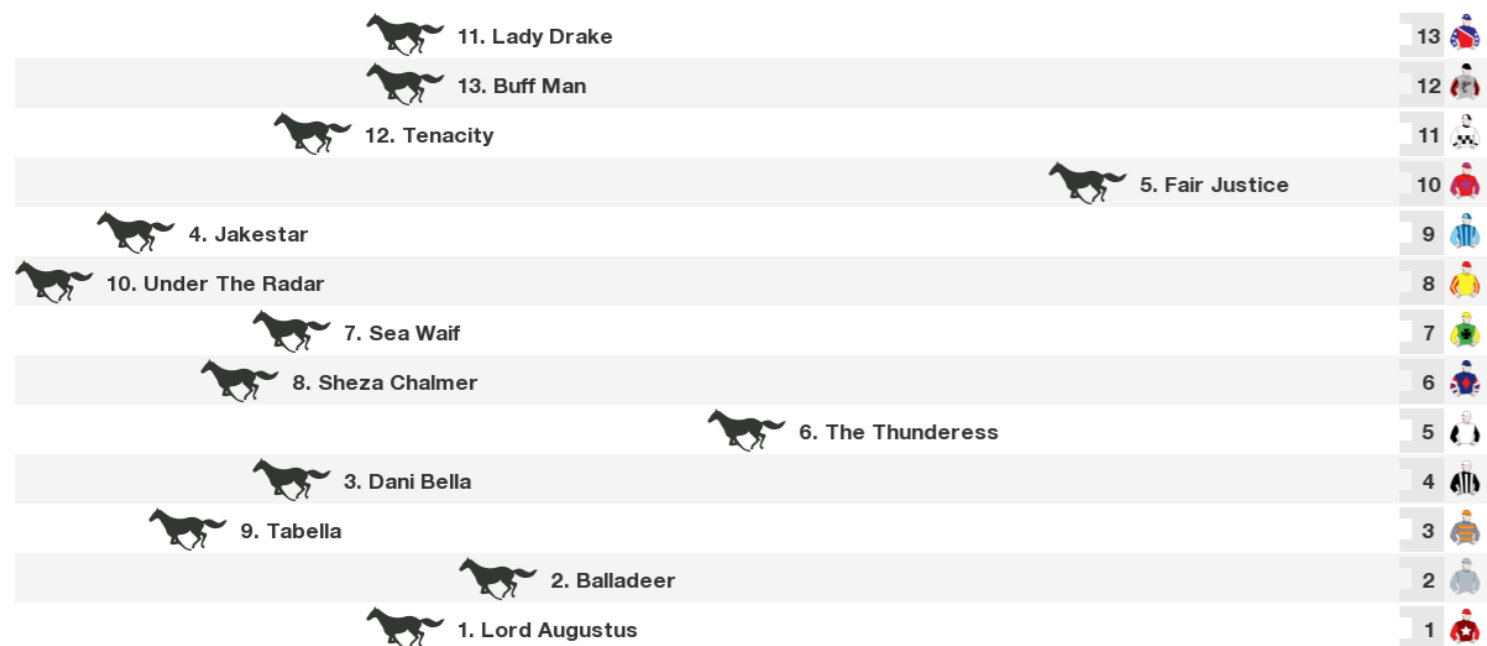 11. Lady Drake 13
13. Buff Man 12
12. Tenacity 11
5. Fair Justice 10
4. Jakestar 9
10. Under The Radar 8
7. Sea Waif 7
8. Sheza Chalmer 6
6. The Thunderess 5
3. Dani Bella 4
9. Tabella 3
2. Balladeer 2
1. Lord Augustus 1